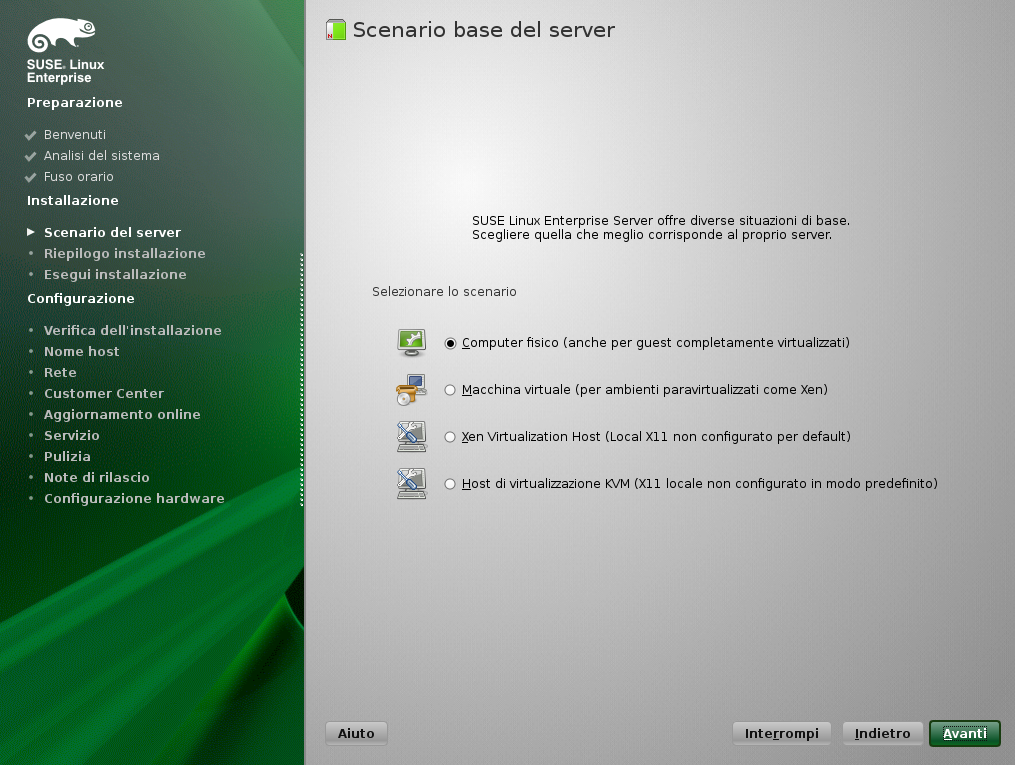 SUSE. Linux
Enterprise
Preparazione
Benvenuti
Analisi del sistema
Fuso orario
Installazione
Scenario del server
Riepilogo installazione
Esegui installazione
Configurazione
Verifica dell'installazione
Nome host
Rete
Customer Center
Aggiornamento online
Servizio
Pulizia
Note di rilascio
Configurazione hardware
N
Scenario base del server
SUSE Linux Enterprise Server offre diverse situazioni di base.
Scegliere quella che meglio corrisponde al proprio server.
Selezionare lo scenario
Computer fisico (anche per guest completamente virtualizzati)
Macchina virtuale (per ambienti paravirtualizzati come Xen)
Xen Virtualization Host (Local X11 non configurato per default)
Host di virtualizzazione KVM (X11 locale non configurato in modo predefinito)
Aiuto
Interrompi
Indietro
Avanti